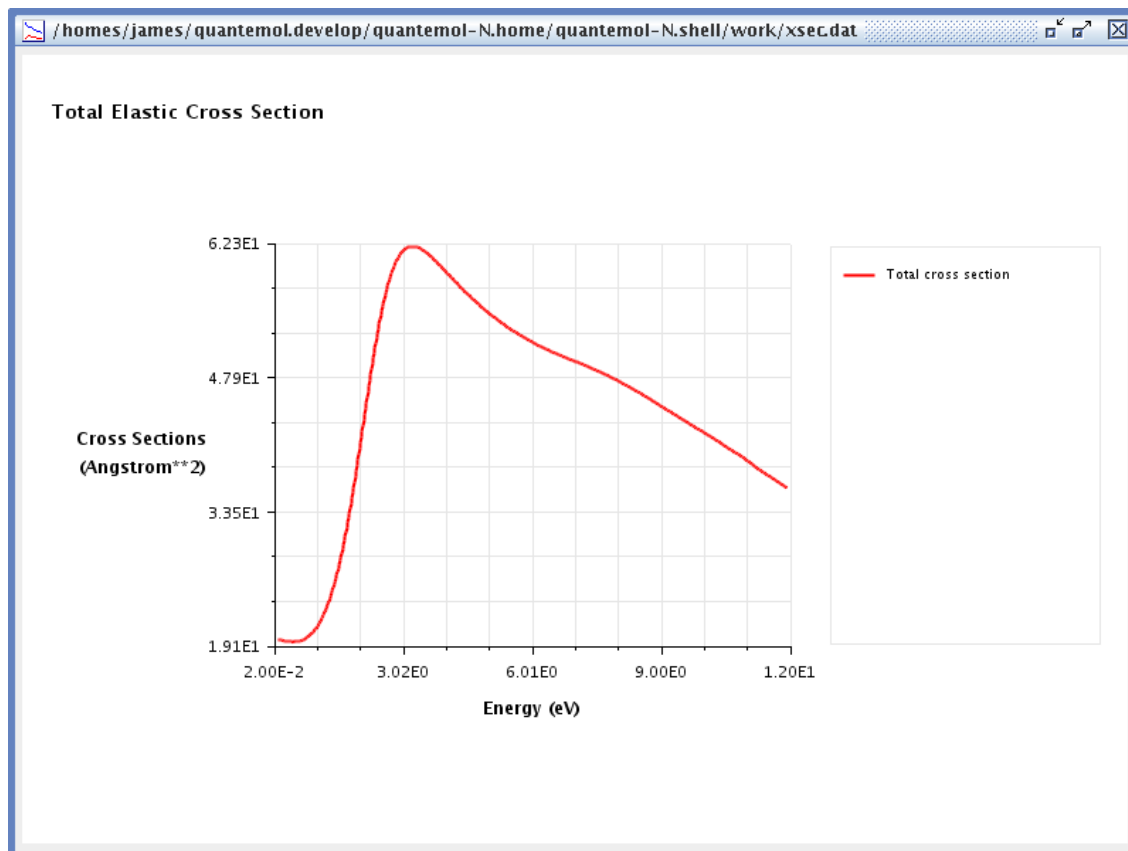 /homes/james/quantemol.develop/quantemol-N.home/quantemol-N.shell/work/xsec.dat
Total Elastic Cross Section
6.23E1
Total cross section
4.79E1
Cross Sections
(Angstrom**2)
3.35E1
1.91E1
2.00E-2 3.02E0 6.01E0 9.00E0 1.20E1
Energy (eV)